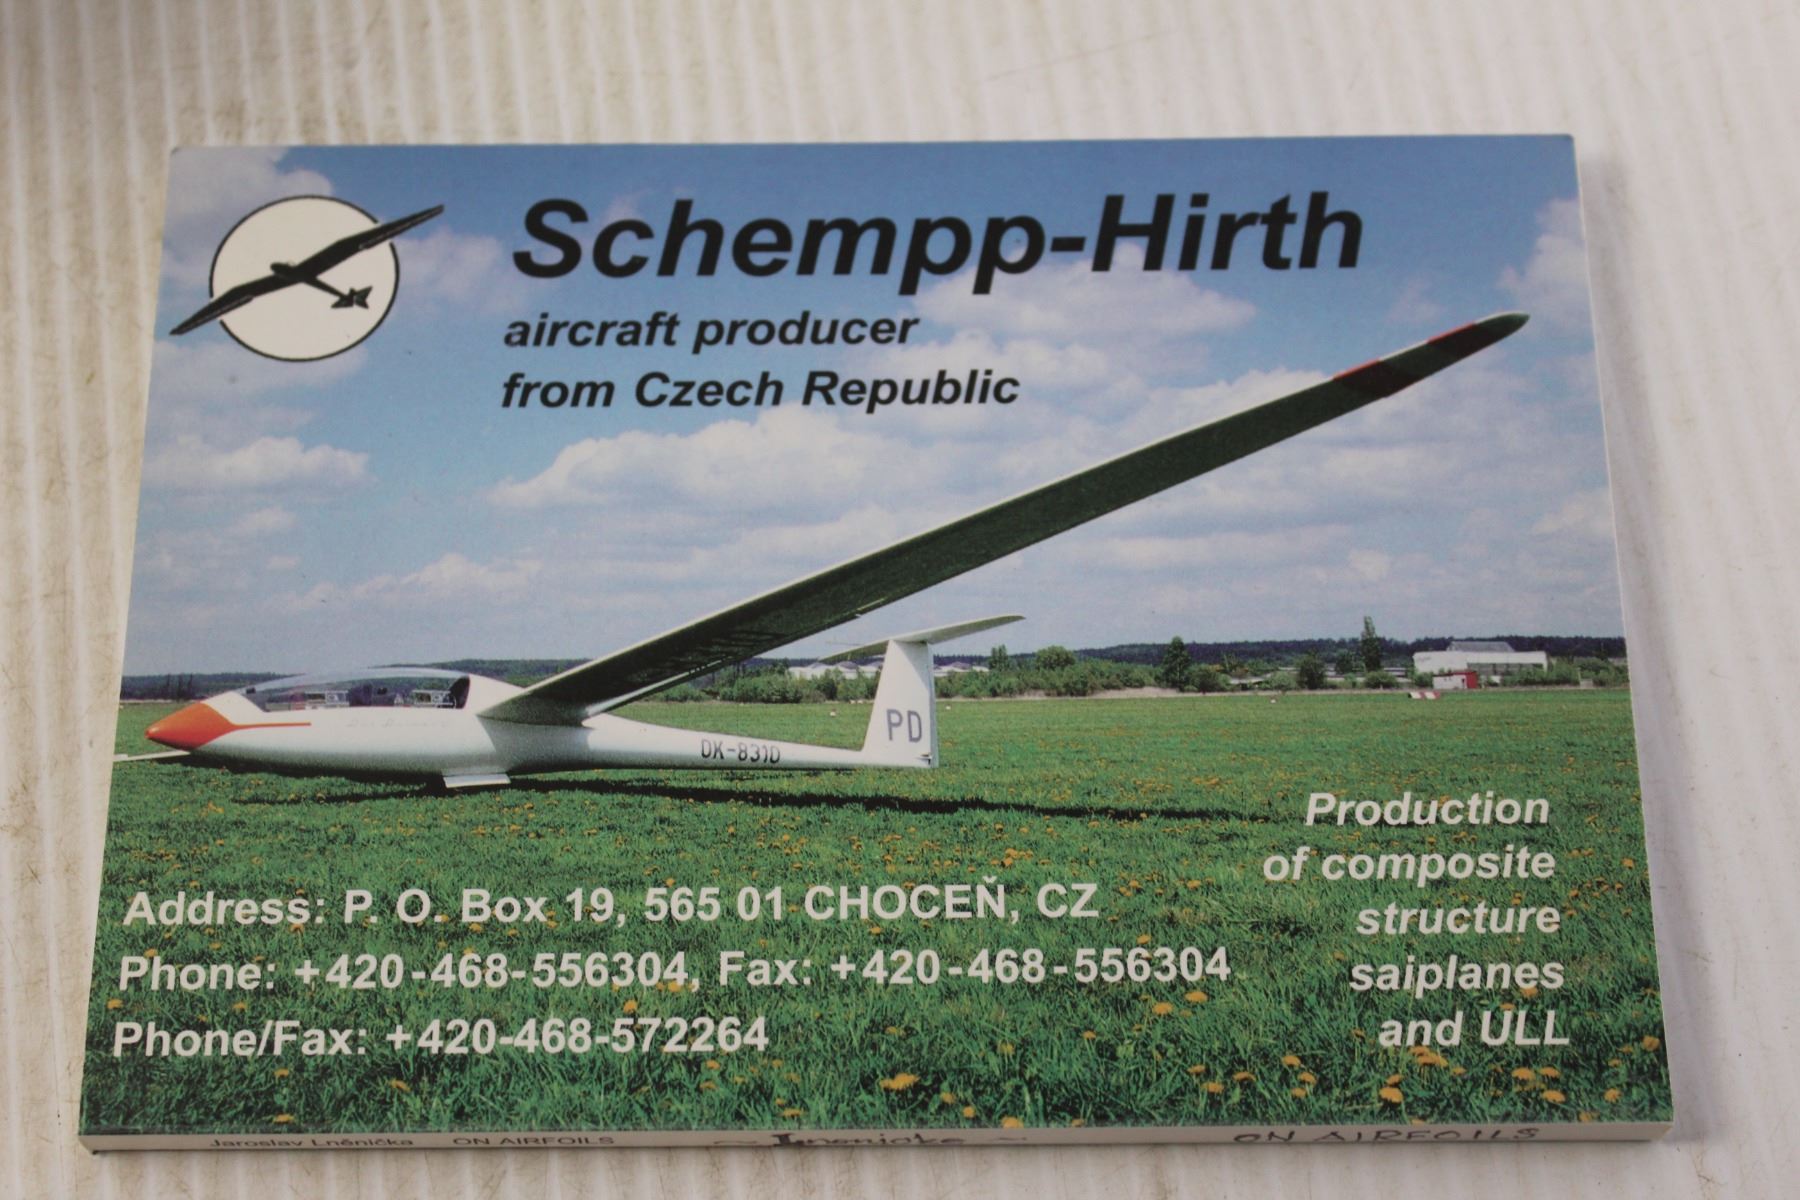 Schempp-Hirth
aircraft producer
from Czech Republic
PD
OK-8310
Production
of composite
structure
saiplanes
and ULL
Address: P. O. Box 19, 565 01 CHOCEŇ, CZ
Phone: +420-468-556304, Fax: +420-468-556304
Phone/Fax: +420-468-572264
Jaroslav Lněnička ON AIRFOILS
~ Lnenicka ~ ON AIRFOILS